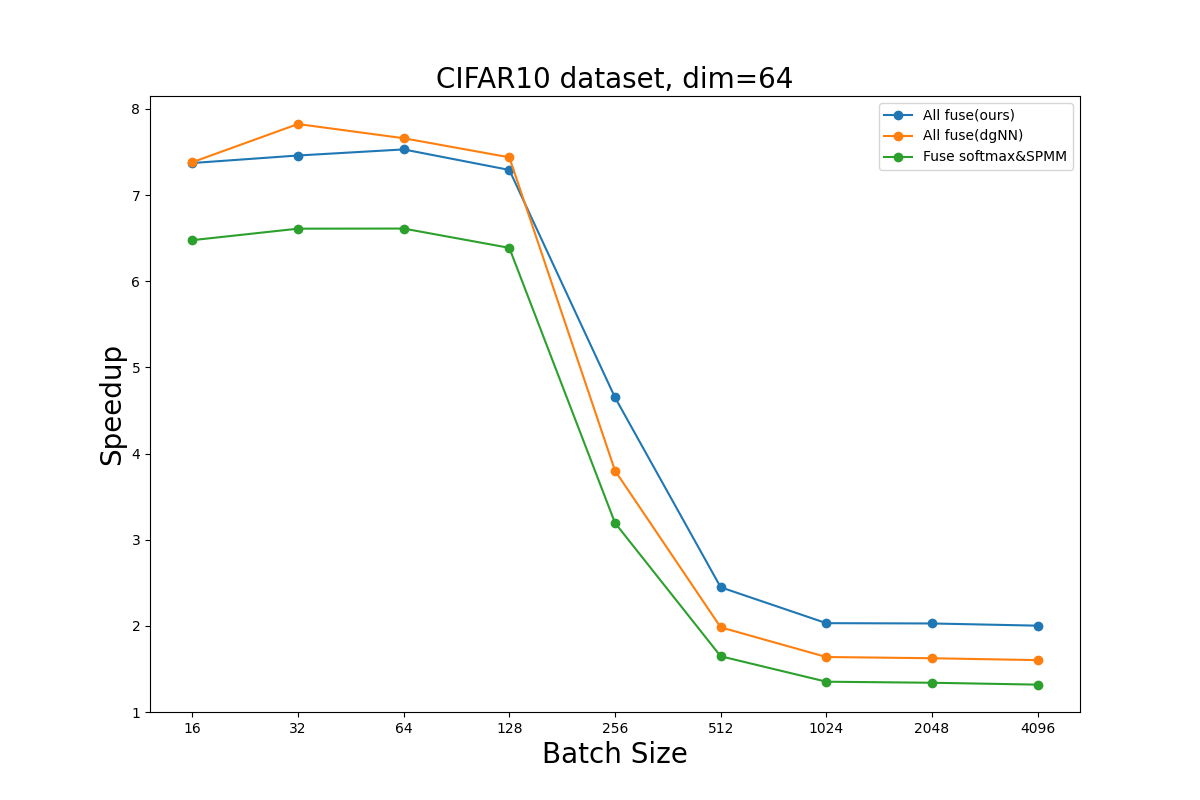 CIFAR10 dataset, dim=64
All fuse(ours)
All fuse(dgNN)
Fuse softmax&SPMM
Speedup
8
7
6
5
4
3
2
1
16 32 64 128 256 512 1024 2048 4096
Batch Size